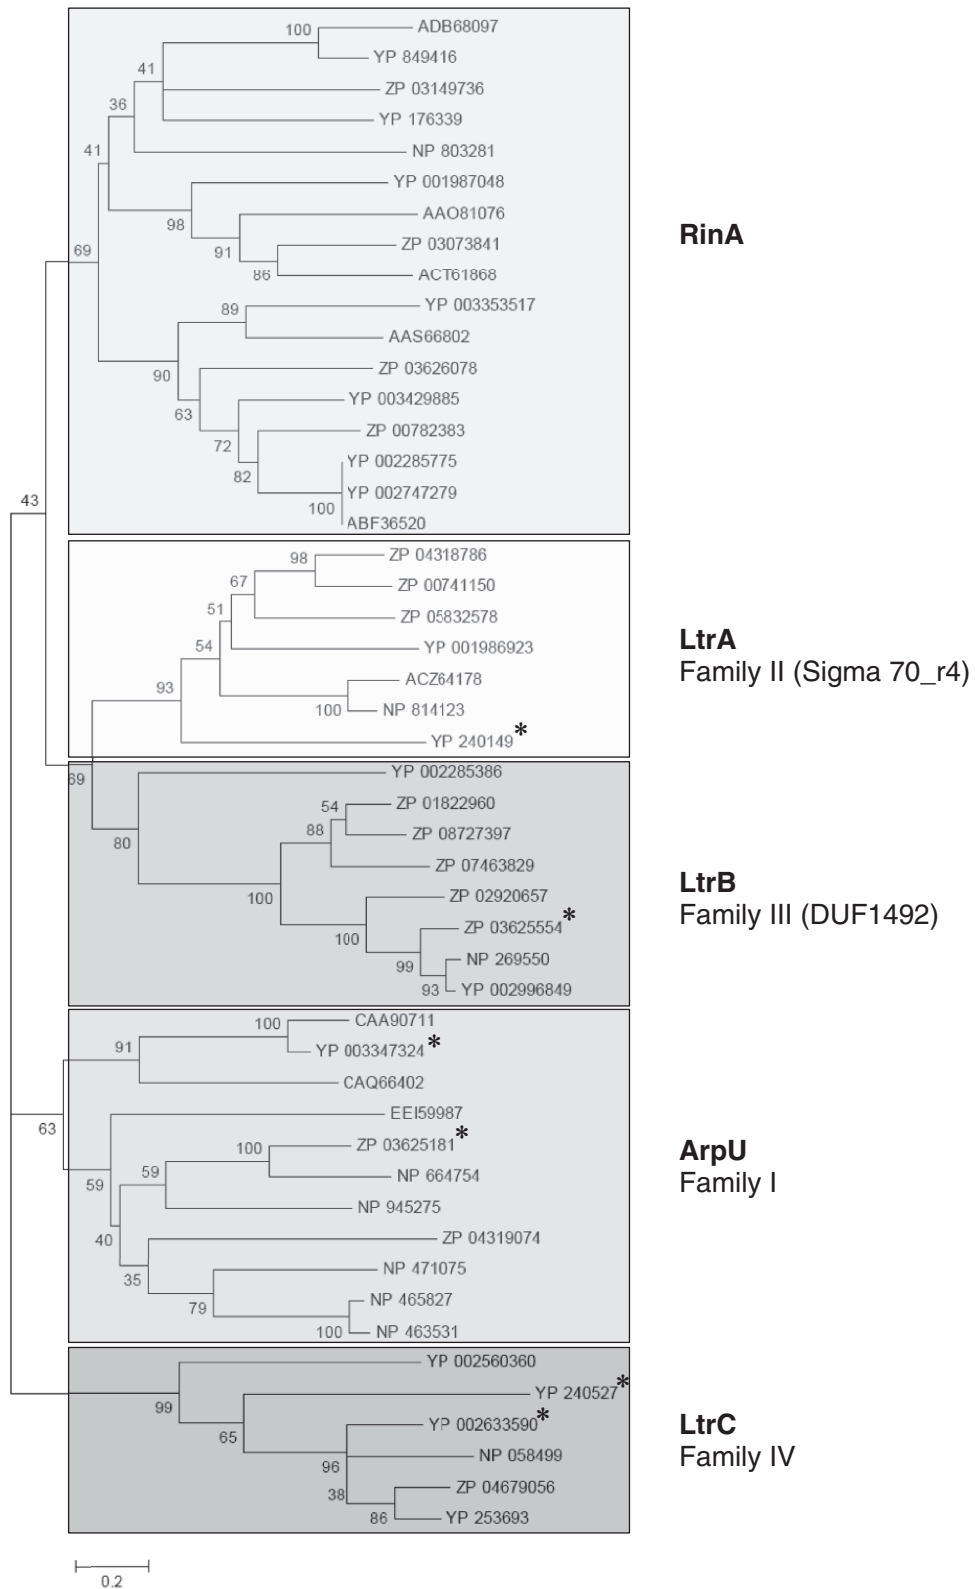 ADB68097
100
YP 849416
41
ZP 03149736
36
YP 176339
41
NP 803281
YP 001987048
98
AAO81076
91
ZP 03073841
86
ACT61868
69
RinA
YP 003353517
89
AAS66802
90
ZP 03626078
63
YP 003429885
72
ZP 00782383
82
YP 002285775
YP 002747279
100
ABF36520
43
ZP 04318786
98
ZP 00741150
67
ZP 05832578
51
YP 001986923
54
ACZ64178
93
100
NP 814123
YP 240149*
LtrA
Family II (Sigma 70_r4)
69
YP 002285386
80
ZP 01822960
54
ZP 08727397
88
ZP 07463829
100
ZP 02920657
100
ZP 03625554*
99
NP 269550
93
YP 002996849
LtrB
Family III (DUF1492)
CAA90711
100
YP 003347324*
91
CAQ66402
63
EEI59987
59
ZP 03625181*
100
NP 664754
59
NP 945275
40
ZP 04319074
35
NP 471075
79
NP 465827
100
NP 463531
ArpU
Family I
YP 002560360
99
YP 240527*
65
YP 002633590*
96
NP 058499
38
ZP 04679056
86
YP 253693
LtrC
Family IV
0.2